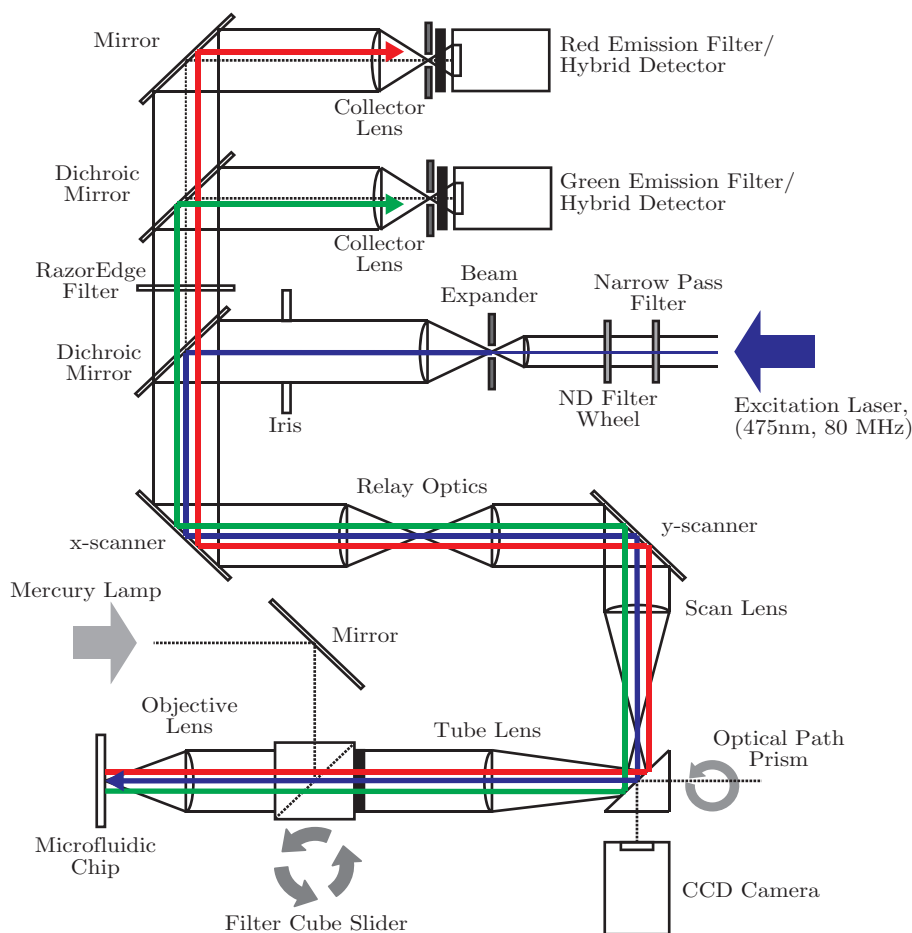 Mirror
Red Emission Filter/
Hybrid Detector
Collector
Lens
Dichroic
Mirror
Green Emission Filter/
Hybrid Detector
Collector
Lens
RazorEdge
Filter
Beam
Expander
Narrow Pass
Filter
Dichroic
Mirror
Iris
ND Filter
Wheel
Excitation Laser,
(475nm, 80 MHz)
Relay Optics
x-scanner
y-scanner
Mercury Lamp
Mirror
Scan Lens
Objective
Lens
Tube Lens
Optical Path
Prism
Microfluidic
Chip
Filter Cube Slider
CCD Camera